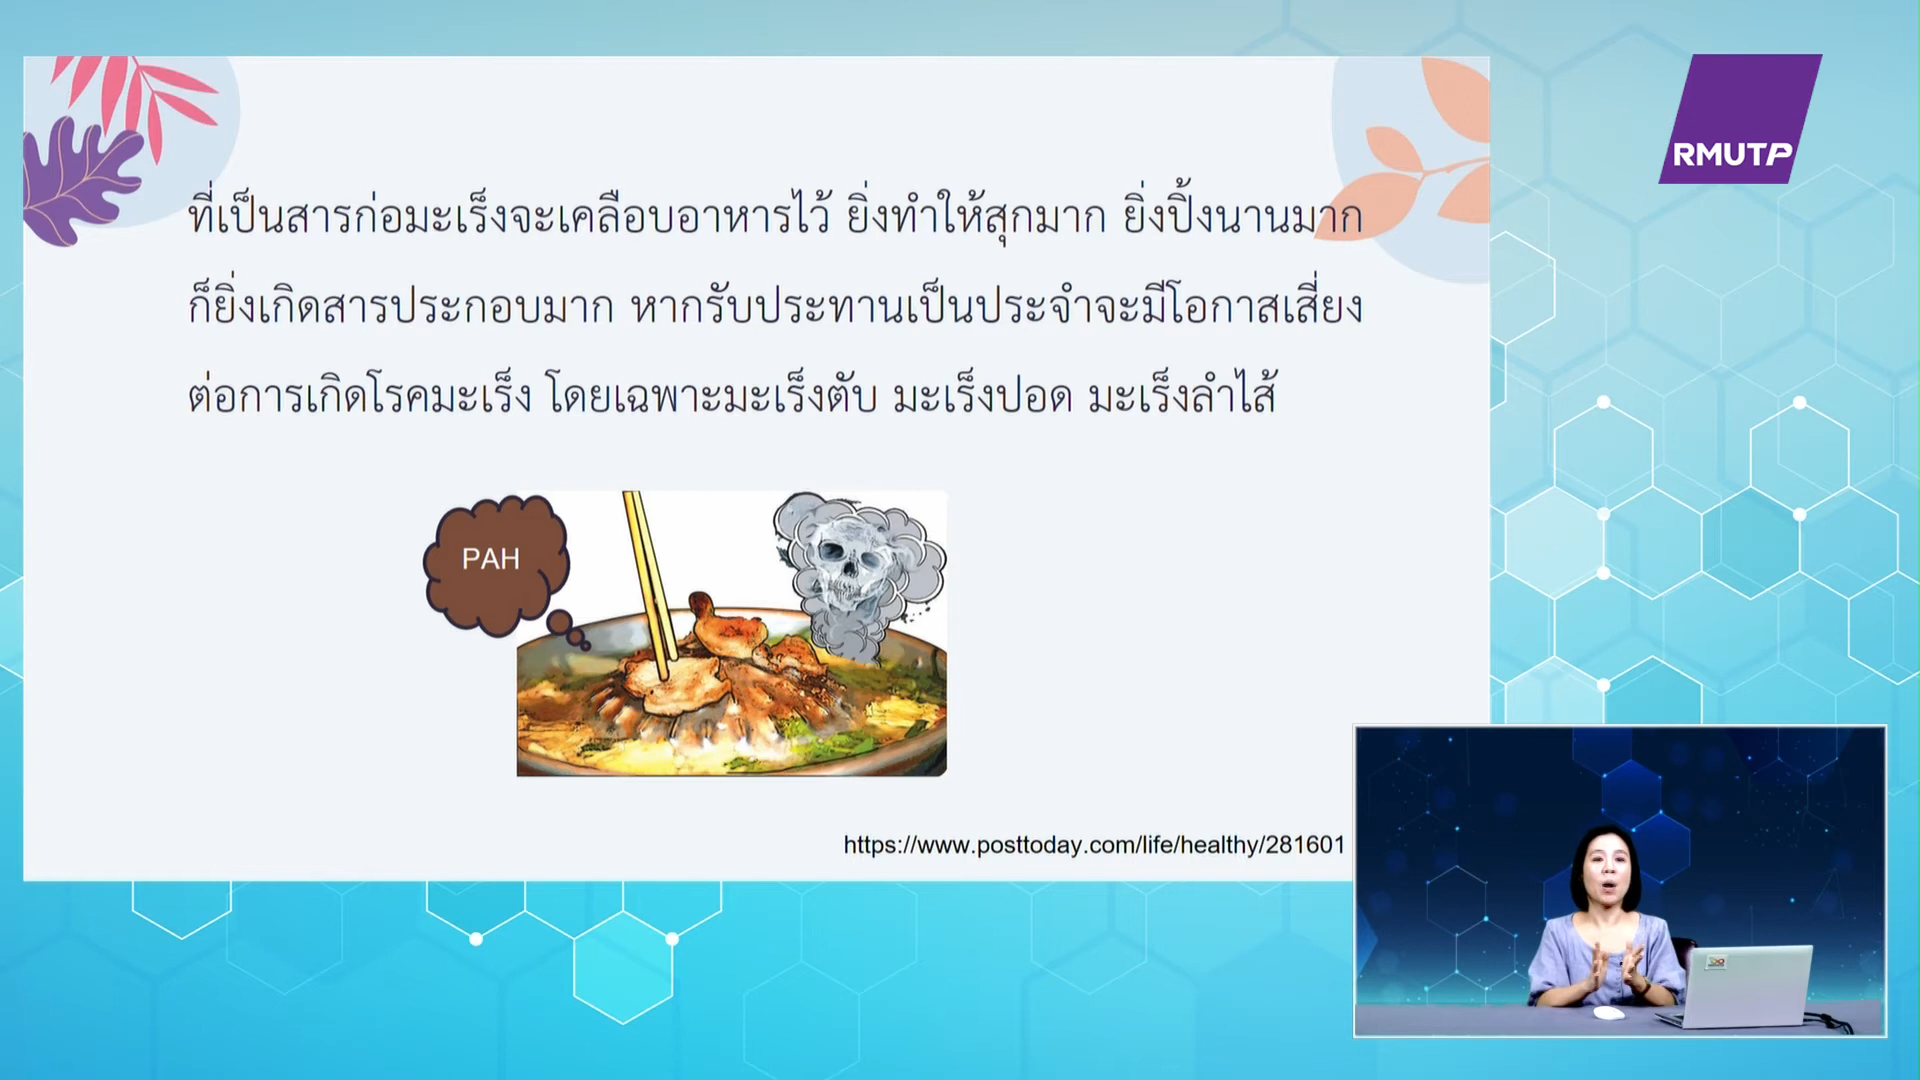 ที่เป็นสารก่อมะเร็งจะเคลือบอาหารไว้ ยิ่งทำให้สุกมาก ยิ่งปิ้งนานมาก
ก็ยิ่งเกิดสารประกอบมาก หากรับประทานเป็นประจำจะมีโอกาสเสี่ยง
ต่อการเกิดโรคมะเร็ง โดยเฉพาะมะเร็งตับ มะเร็งปอด มะเร็งลำไส้
PAH
https://www.posttoday.com/life/healthy/281601
RMUTP